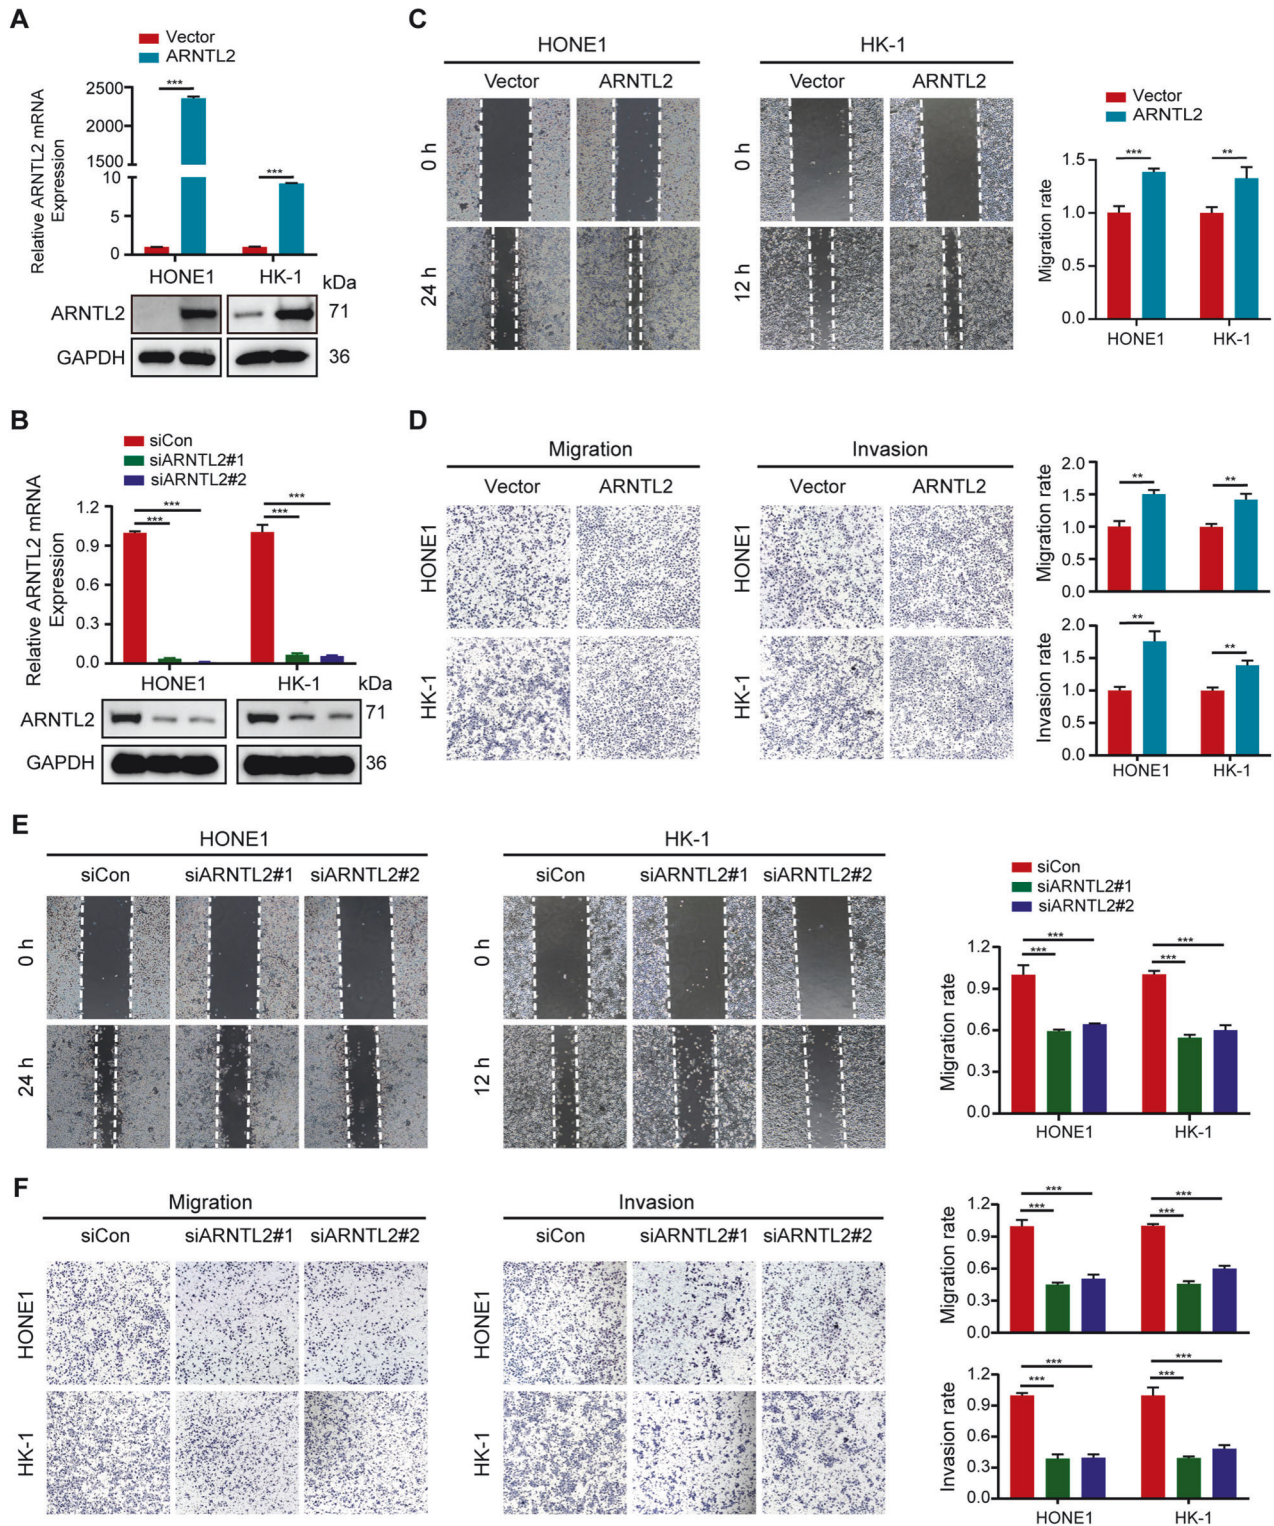 A
Vector
ARNTL2
Relative ARNTL2 mRNA
Expression
2500
2000
1500
10
5
0
***
***
HONE1
HK-1
kDa
ARNTL2
71
GAPDH
36
B
siCon
siARNTL2#1
siARNTL2#2
Relative ARNTL2 mRNA
Expression
1.2
0.9
0.6
0.3
0.0
***
***
***
***
HONE1
HK-1
kDa
ARNTL2
71
GAPDH
36
C
HONE1
HK-1
Vector
ARNTL2
Vector
ARNTL2
0 h
24 h
0 h
12 h
Vector
ARNTL2
Migration rate
1.5
1.0
0.5
0.0
***
**
HONE1
HK-1
D
Migration
Invasion
Vector
ARNTL2
Vector
ARNTL2
HONE1
HK-1
HONE1
HK-1
Migration rate
2.0
1.5
1.0
0.5
0.0
**
**
Invasion rate
2.0
1.5
1.0
0.5
0.0
**
**
HONE1
HK-1
E
HONE1
HK-1
siCon
siARNTL2#1
siARNTL2#2
siCon
siARNTL2#1
siARNTL2#2
0 h
24 h
0 h
12 h
siCon
siARNTL2#1
siARNTL2#2
Migration rate
1.2
0.9
0.6
0.3
0.0
***
***
***
***
HONE1
HK-1
F
Migration
Invasion
siCon
siARNTL2#1
siARNTL2#2
siCon
siARNTL2#1
siARNTL2#2
HONE1
HK-1
HONE1
HK-1
Migration rate
1.2
0.9
0.6
0.3
0.0
***
***
***
***
Invasion rate
1.2
0.9
0.6
0.3
0.0
***
***
***
***
HONE1
HK-1